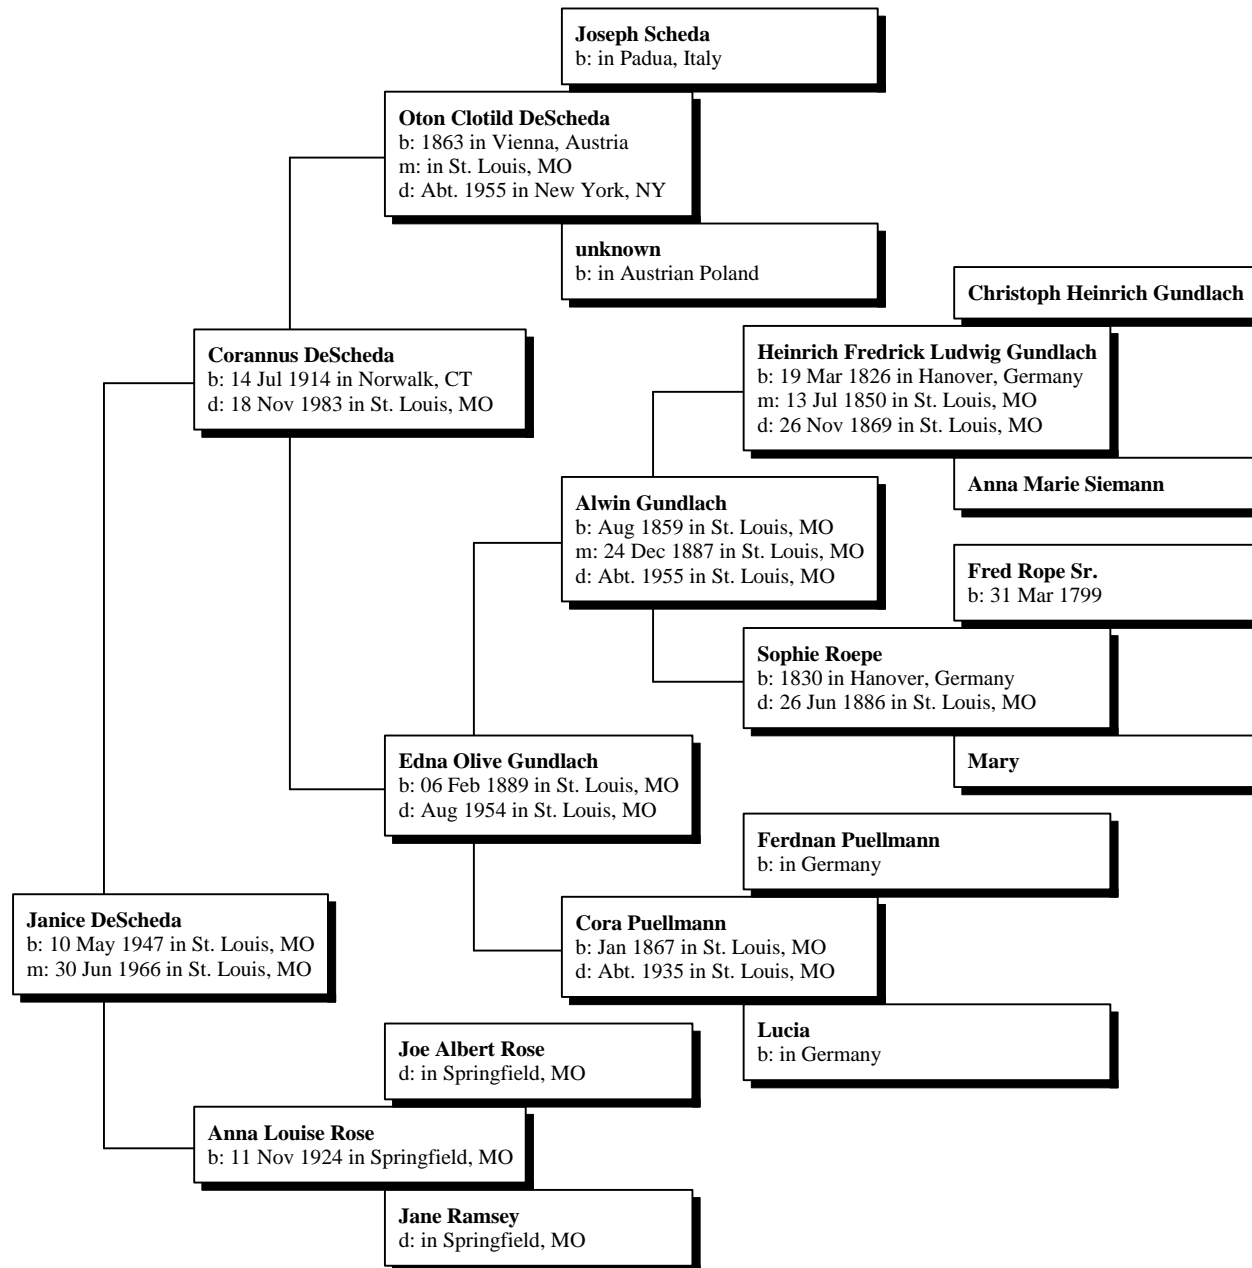 Joseph Scheda
b: in Padua, Italy
Oton Clotild DeScheda
b: 1863 in Vienna, Austria
m: in St. Louis, MO
d: Abt. 1955 in New York, NY
unknown
b: in Austrian Poland
Christoph Heinrich Gundlach
Corannus DeScheda
b: 14 Jul 1914 in Norwalk, CT
d: 18 Nov 1983 in St. Louis, MO
Heinrich Fredrick Ludwig Gundlach
b: 19 Mar 1826 in Hanover, Germany
m: 13 Jul 1850 in St. Louis, MO
d: 26 Nov 1869 in St. Louis, MO
Anna Marie Siemann
Alwin Gundlach
b: Aug 1859 in St. Louis, MO
m: 24 Dec 1887 in St. Louis, MO
d: Abt. 1955 in St. Louis, MO
Fred Rope Sr.
b: 31 Mar 1799
Sophie Roepe
b: 1830 in Hanover, Germany
d: 26 Jun 1886 in St. Louis, MO
Mary
Edna Olive Gundlach
b: 06 Feb 1889 in St. Louis, MO
d: Aug 1954 in St. Louis, MO
Ferdnan Puellmann
b: in Germany
Cora Puellmann
b: Jan 1867 in St. Louis, MO
d: Abt. 1935 in St. Louis, MO
Janice DeScheda
b: 10 May 1947 in St. Louis, MO
m: 30 Jun 1966 in St. Louis, MO
Lucia
b: in Germany
Joe Albert Rose
d: in Springfield, MO
Anna Louise Rose
b: 11 Nov 1924 in Springfield, MO
Jane Ramsey
d: in Springfield, MO